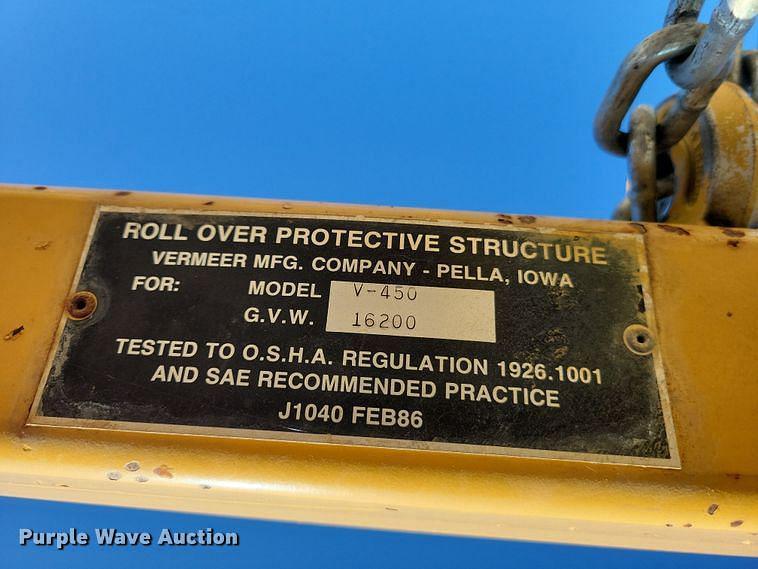 ROLL OVER PROTECTIVE STRUCTURE
VERMEER MFG. COMPANY - PELLA, IOWA
FOR: MODEL V-450
G.V.W. 16200
TESTED TO O.S.H.A. REGULATION 1926.1001
AND SAE RECOMMENDED PRACTICE
J1040 FEB86
Purple Wave Auction